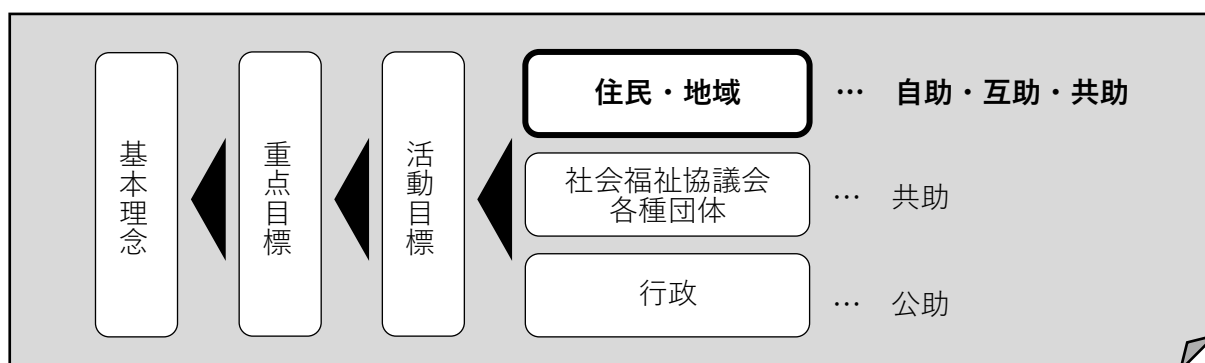 基本理念
重点目標
活動目標
住民・地域 … 自助・互助・共助
社会福祉協議会
各種団体 … 共助
行政 … 公助